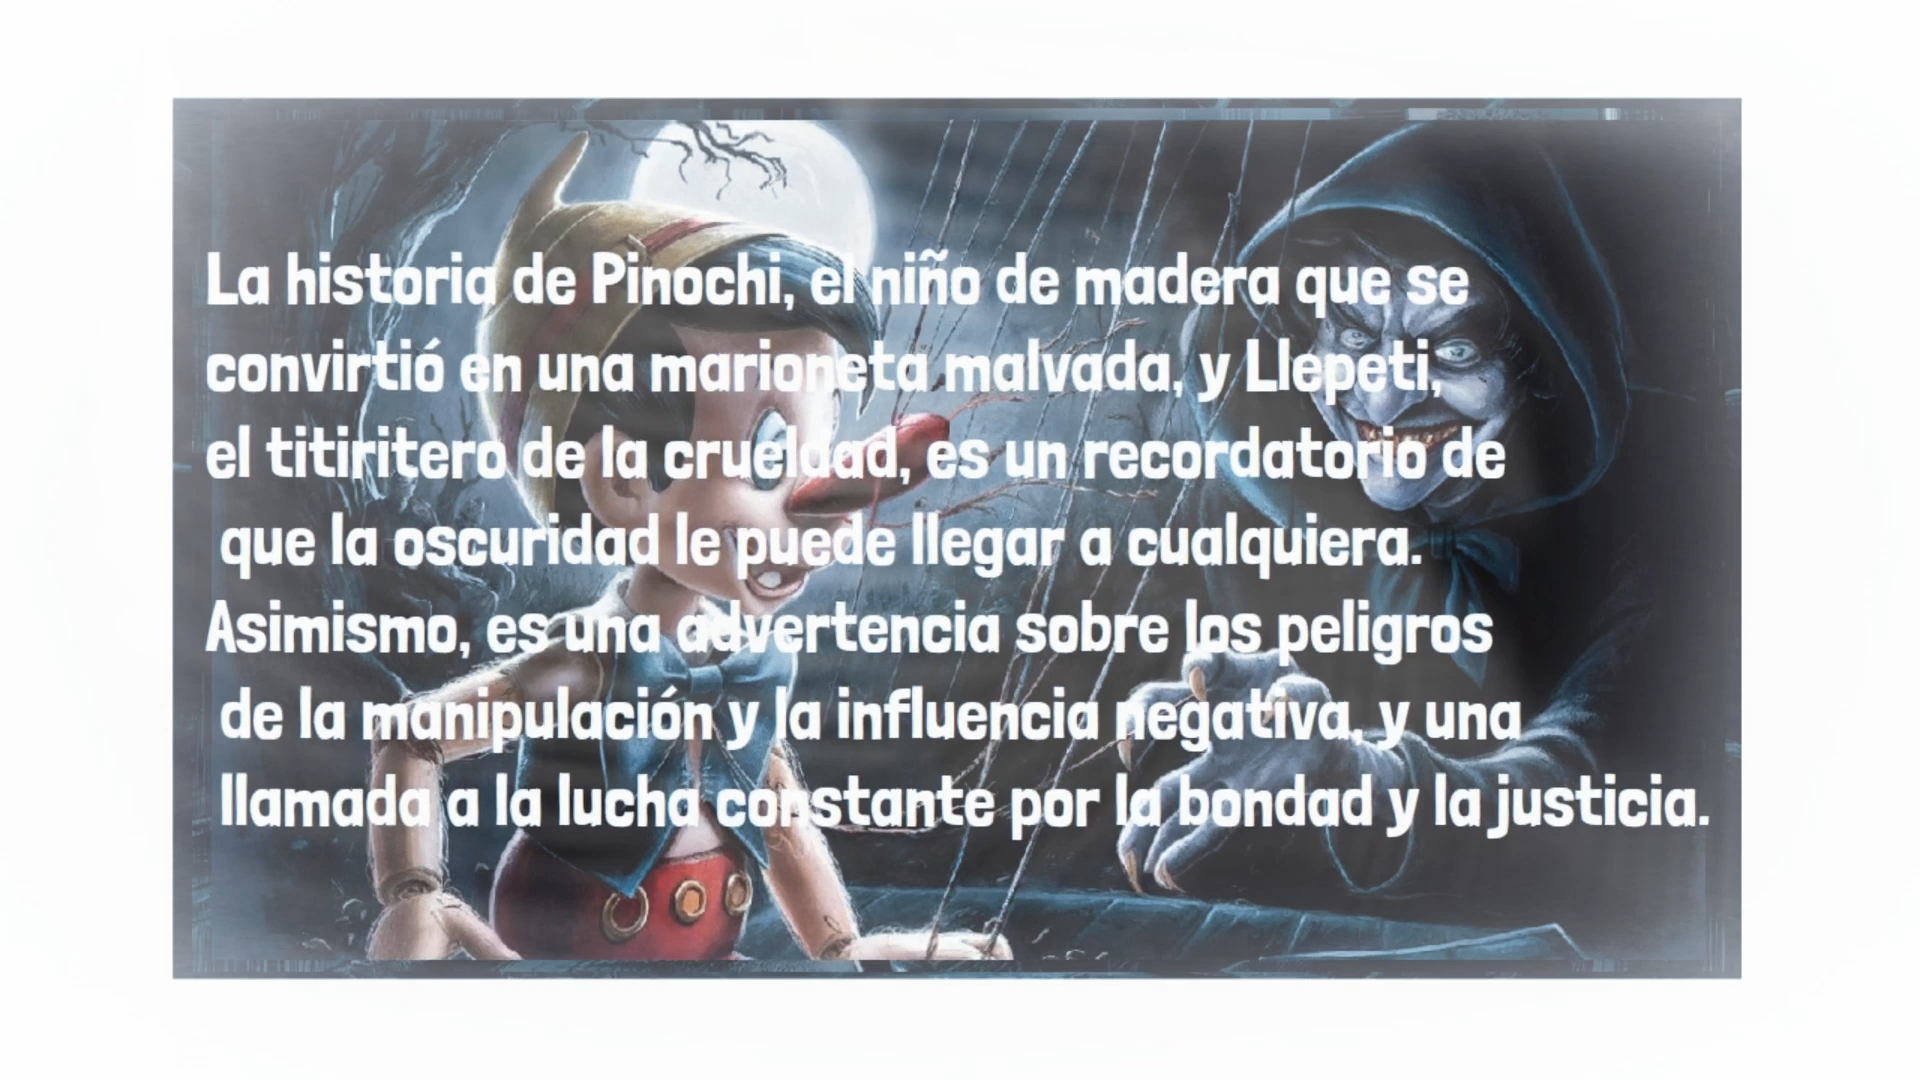 La historia de Pinochi, el niño de madera que se
convirtió en una marioneta malvada, y Llepeti,
el titiritero de la crueldad, es un recordatorio de
que la oscuridad le puede llegar a cualquiera.
Asimismo, es una advertencia sobre los peligros
de la manipulación y la influencia negativa, y una
llamada a la lucha constante por la bondad y la justicia.